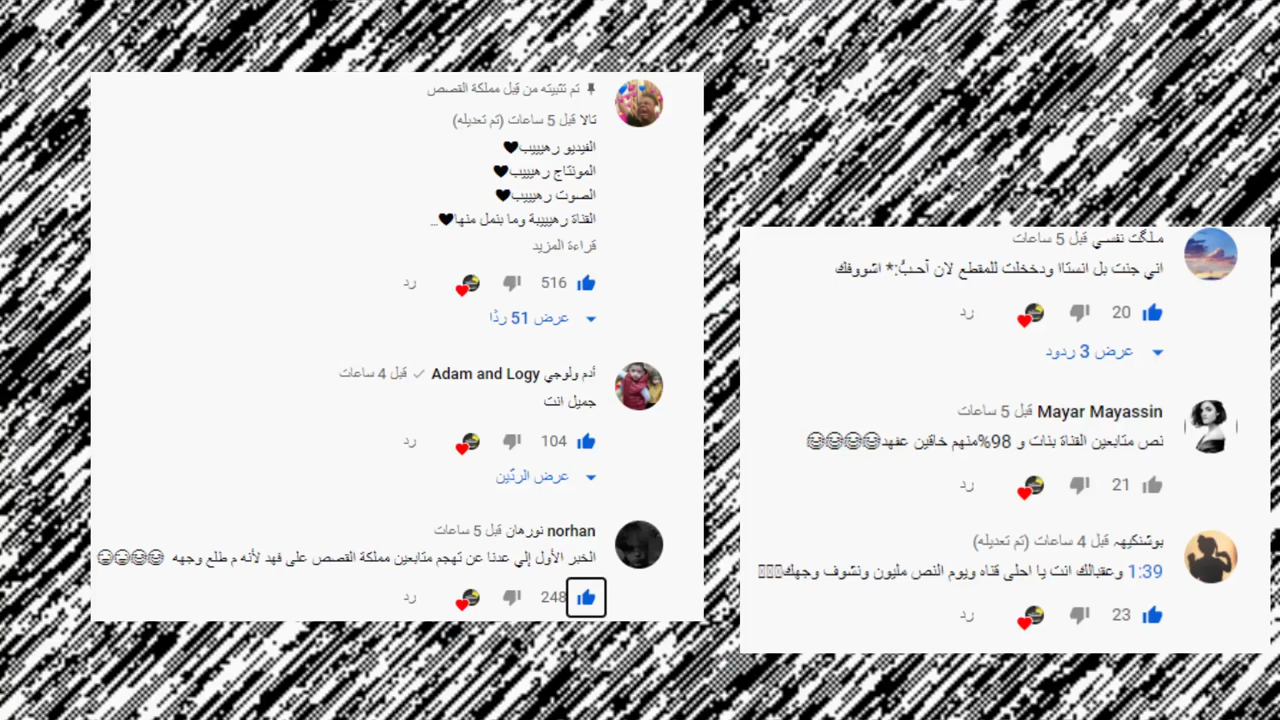 تم تثبيته من قبل مملكة القصص
تالا قبل 5 ساعات (تم تعديله)
الفيديو رهيييب🖤
المونتاج رهيييب🖤
الصوت رهيييب🖤
القناة رهيييبة وما بنمل منها🖤...
قراءة المزيد
516 رد
عرض 51 ردًا
أدم ولوجي Adam and Logy قبل 4 ساعات
جميل انت
104 رد
عرض الردّين
norhan نورهان قبل 5 ساعات
الخبر الأول إلي عدنا عن تهجم متابعين مملكة القصص على فهد لأنه م طلع وجهه 😂😂😂😂
248 رد
ملگت نفسي قبل 5 ساعات
اني جنت بل انستاا ودخخلت للمقطع لان آحبُّ:* اشووفك
20 رد
عرض 3 ردود
Mayar Mayassin قبل 5 ساعات
نص متابعين القناة بنات و 98%منهم خاقين عفهد😂😂😂😂
21 رد
بوشنكيهہ قبل 4 ساعات (تم تعديله)
1:39 وعقبالك انت يا احلى قناه ويوم النص مليون ونشوف وجهك
23 رد